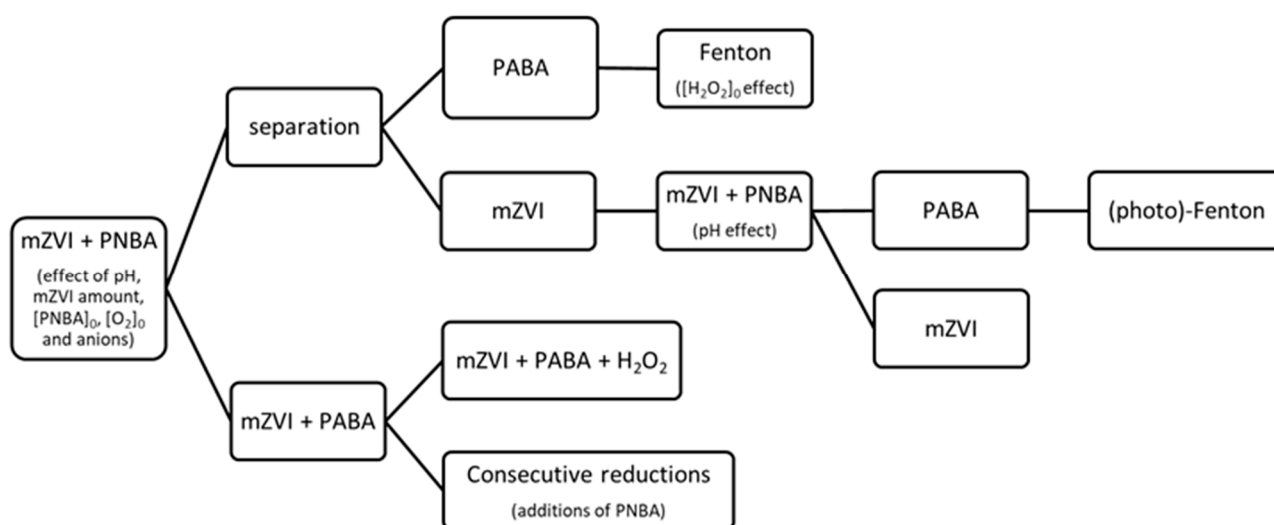 mZVI + PNBA
(effect of pH,
mZVI amount,
[PNBA]₀, [O₂]₀
and anions)
separation
PABA
Fenton
([H₂O₂]₀ effect)
mZVI
mZVI + PNBA
(pH effect)
PABA
(photo)-Fenton
mZVI
mZVI + PABA
mZVI + PABA + H₂O₂
Consecutive reductions
(additions of PNBA)